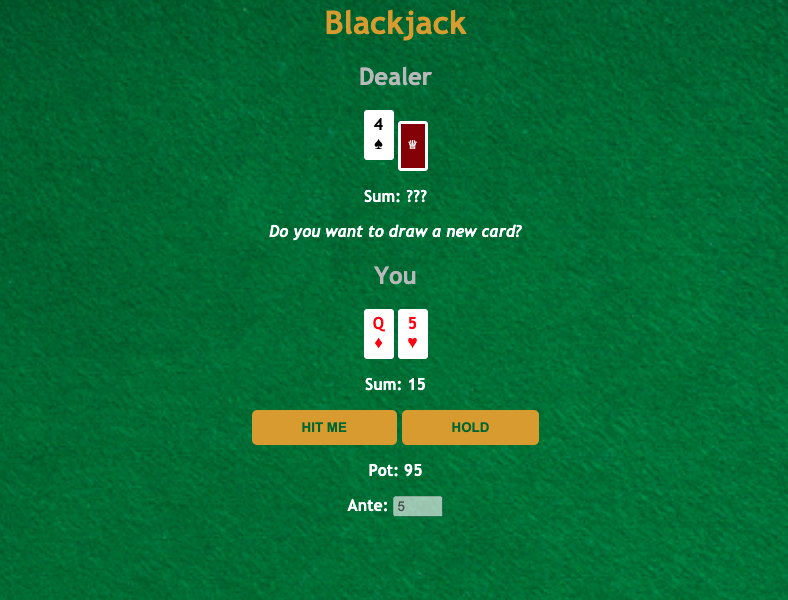 Blackjack
Dealer
4
♠
♕
Sum: ???
Do you want to draw a new card?
You
Q 5
♦ ♥
Sum: 15
HIT ME HOLD
Pot: 95
Ante: 5